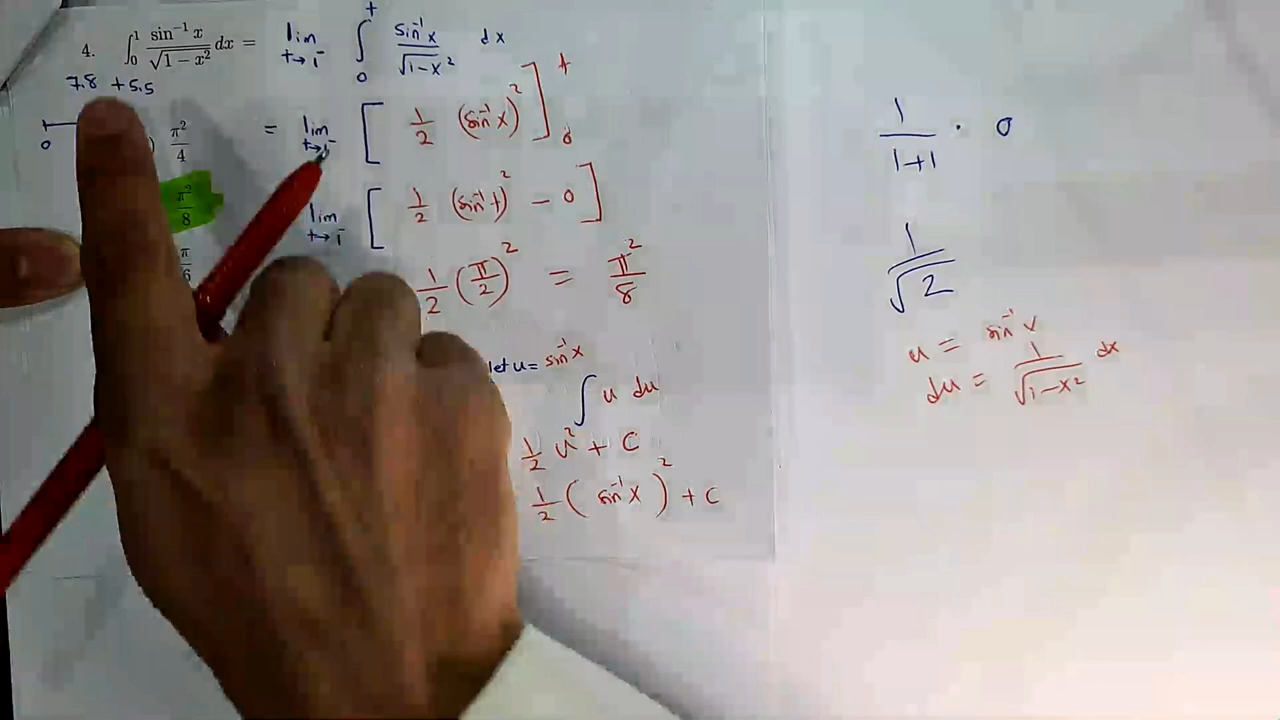 4. ∫₀¹ sin⁻¹ x / √(1 − x²) dx = lim t→1⁻ ∫₀ᵗ sin⁻¹x / √(1−x²) dx
7.8 + 5.5
0
) π²/4
= lim t→1⁻ [ 1/2 (sin⁻¹x)² ]₀ᵗ
π²/8
lim t→1⁻ [ 1/2 (sin⁻¹t)² − 0 ]
1/2 (π/2)² = π²/8
let u = sin⁻¹x
∫ u du
1/2 u² + C
1/2 ( sin⁻¹x )² + C
1/(1+1) · 0
1/√2
u = sin⁻¹x
du = 1/√(1−x²) dx